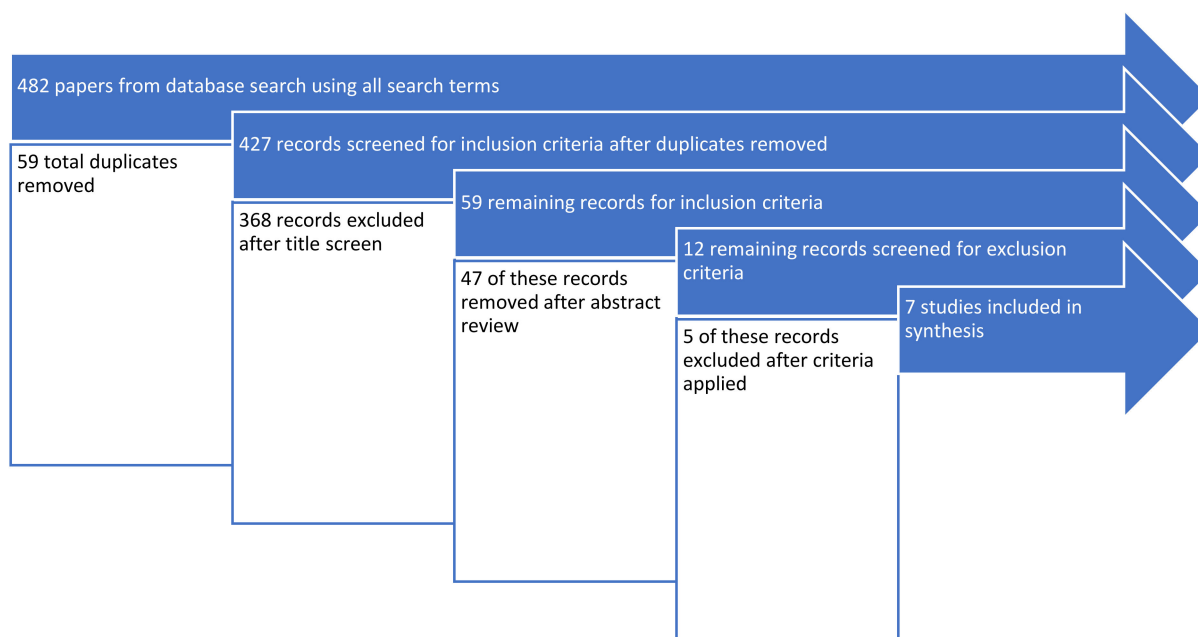 482 papers from database search using all search terms
59 total duplicates
removed
427 records screened for inclusion criteria after duplicates removed
368 records excluded
after title screen
59 remaining records for inclusion criteria
47 of these records
removed after abstract
review
12 remaining records screened for exclusion
criteria
5 of these records
excluded after criteria
applied
7 studies included in
synthesis